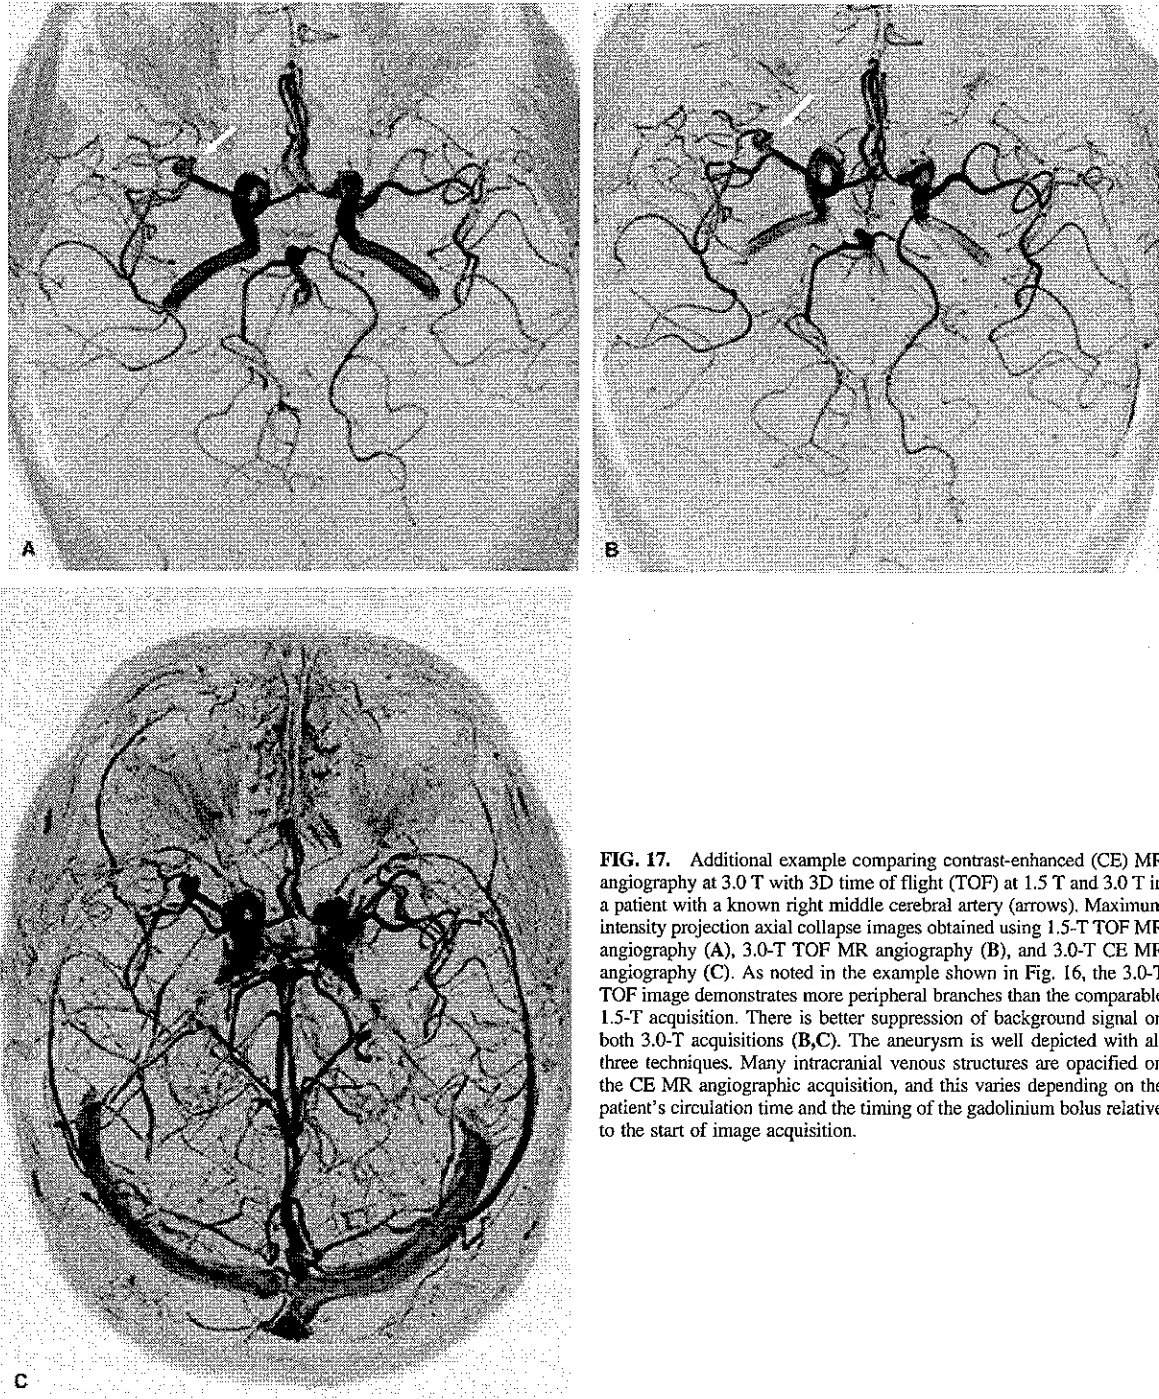 A
B
C
FIG. 17. Additional example comparing contrast-enhanced (CE) MR
angiography at 3.0 T with 3D time of flight (TOF) at 1.5 T and 3.0 T in
a patient with a known right middle cerebral artery (arrows). Maximum
intensity projection axial collapse images obtained using 1.5-T TOF MR
angiography (A), 3.0-T TOF MR angiography (B), and 3.0-T CE MR
angiography (C). As noted in the example shown in Fig. 16, the 3.0-T
TOF image demonstrates more peripheral branches than the comparable
1.5-T acquisition. There is better suppression of background signal on
both 3.0-T acquisitions (B,C). The aneurysm is well depicted with all
three techniques. Many intracranial venous structures are opacified on
the CE MR angiographic acquisition, and this varies depending on the
patient's circulation time and the timing of the gadolinium bolus relative
to the start of image acquisition.